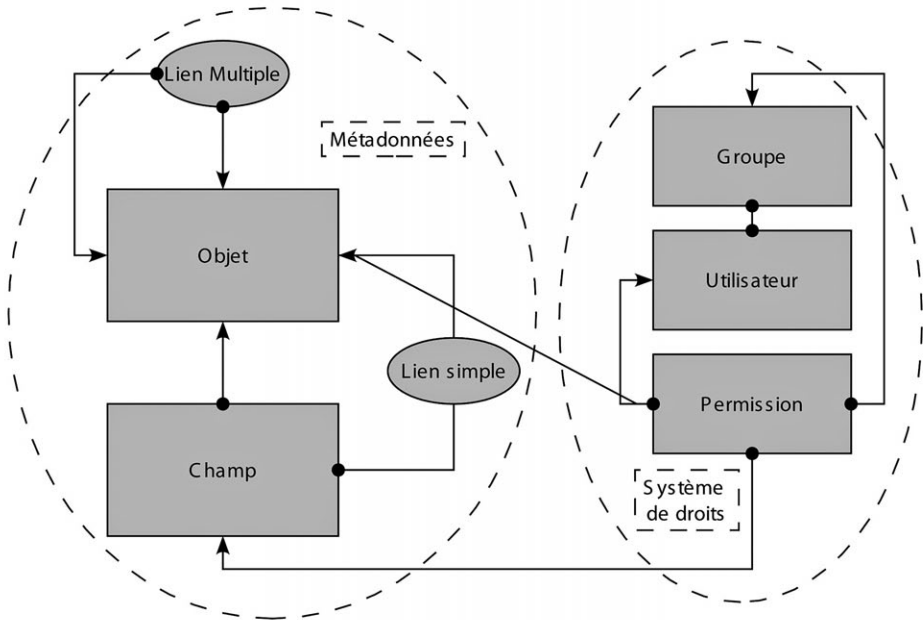 Lien Multiple
Métadonnées
Groupe
Objet
Utilisateur
Lien simple
Permission
Champ
Système
de droits